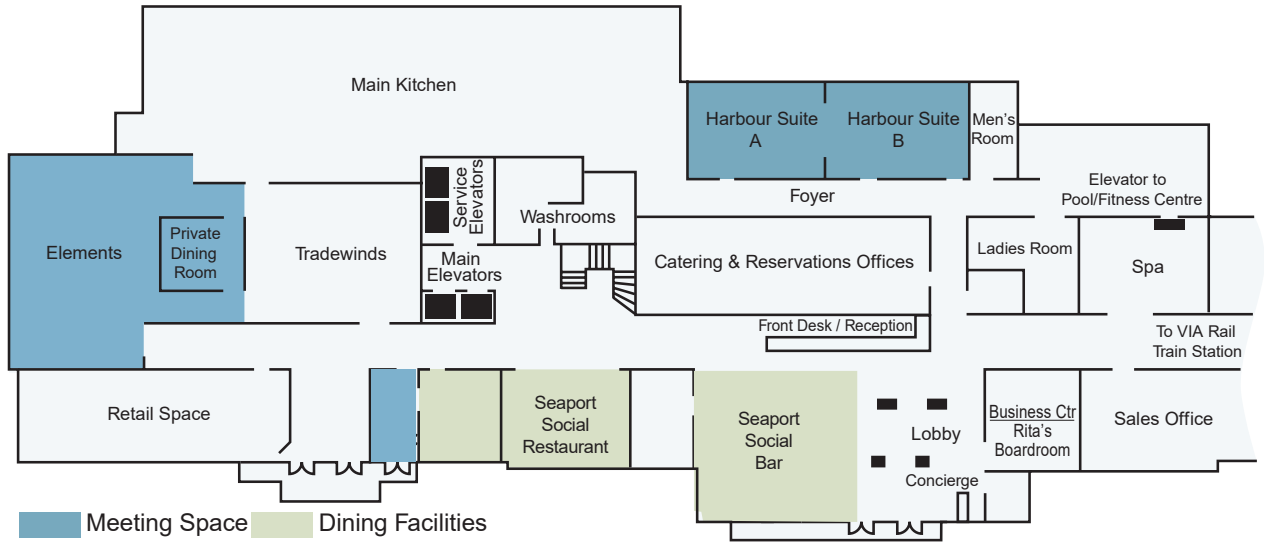 Main Kitchen
Harbour Suite
A
Harbour Suite
B
Men's
Room
Elevator to
Pool/Fitness Centre
Foyer
Service
Elevators
Washrooms
Elements
Private
Dining
Room
Tradewinds
Main
Elevators
Catering & Reservations Offices
Ladies Room
Spa
Front Desk / Reception
To VIA Rail
Train Station
Retail Space
Seaport
Social
Restaurant
Seaport
Social
Bar
Lobby
Concierge
Business Ctr
Rita's
Boardroom
Sales Office
Meeting Space
Dining Facilities